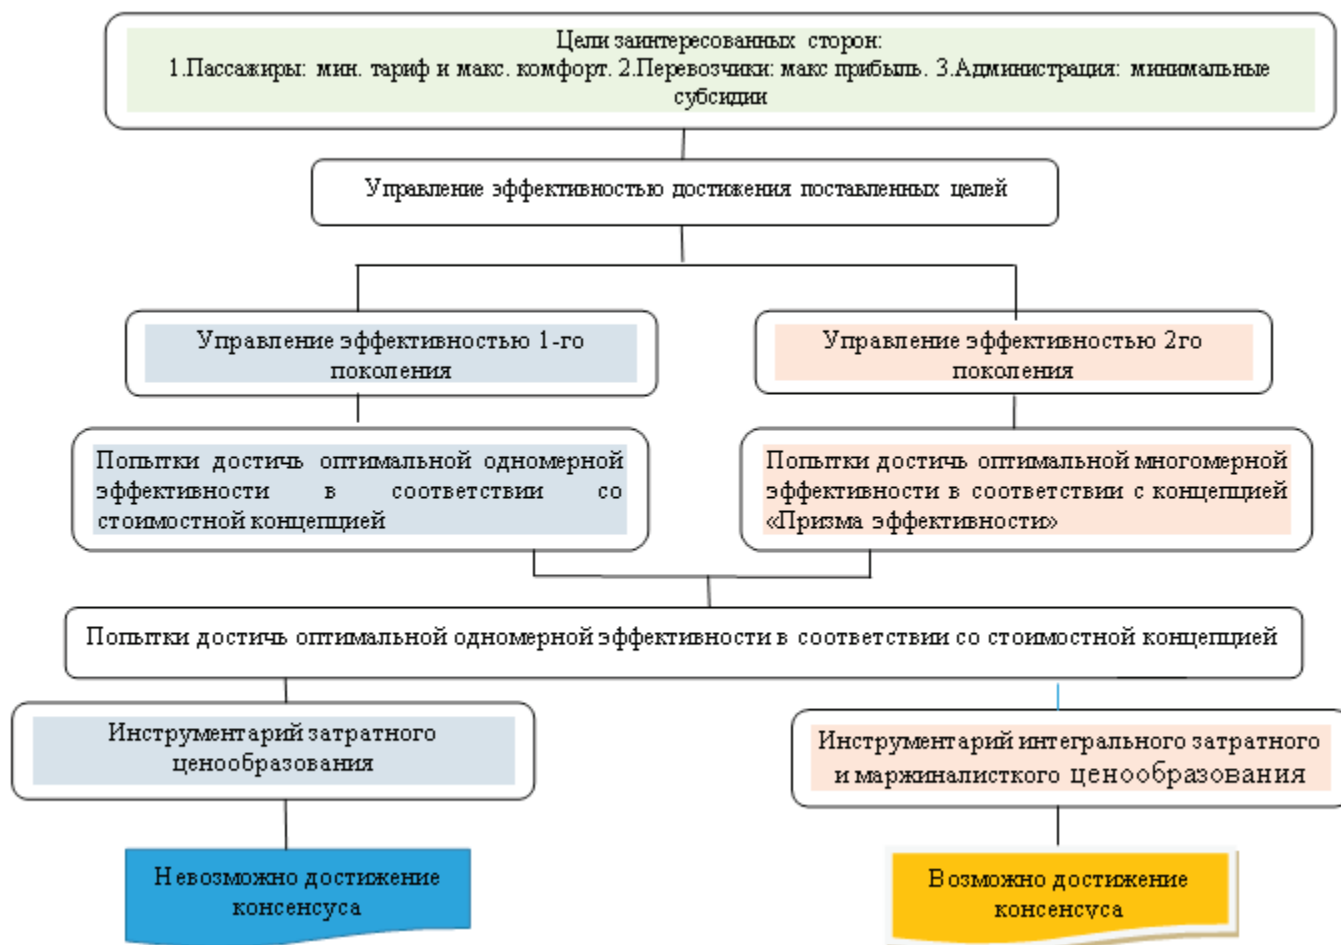 Цели заинтересованных сторон:
1.Пассажиры: мин. тариф и макс. комфорт. 2.Перевозчики: макс прибыль. 3.Администрация: минимальные
субсидии
Управление эффективностью достижения поставленных целей
Управление эффективностью 1-го
поколения
Управление эффективностью 2го
поколения
Попытки достичь оптимальной одномерной
эффективности в соответствии со
стоимостной концепцией
Попытки достичь оптимальной многомерной
эффективности в соответствии с концепцией
«Призма эффективности»
Попытки достичь оптимальной одномерной эффективности в соответствии со стоимостной концепцией
Инструментарий затратного
ценообразования
Инструментарий интегрального затратного
и маржиналисткого ценообразования
Невозможно достижение
консенсуса
Возможно достижение
консенсуса